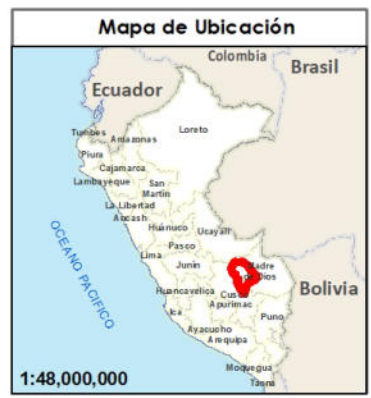 Mapa de Ubicación
Colombia
Brasil
Ecuador
Loreto
Tumbes
Amazonas
Piura
Cajamarca
Lambayeque
San
Martin
La Libertad
Ancash
Huánuco
Ucayali
Pasco
OCEANO PACIFICO
Lima
Junín
Madre
Dios
Bolivia
Huancavelica
Cusco
Apurimac
Ica
Puno
Ayacucho
Arequipa
Moquegua
Tacna
1:48,000,000